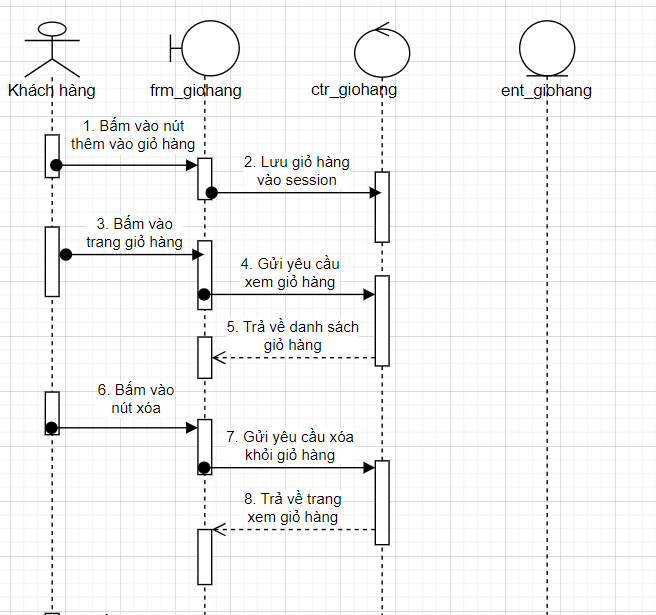 Khách hàng
frm_giohang
ctr_giohang
ent_giohang
1. Bấm vào nút
thêm vào giỏ hàng
2. Lưu giỏ hàng
vào session
3. Bấm vào
trang giỏ hàng
4. Gửi yêu cầu
xem giỏ hàng
5. Trả về danh sách
giỏ hàng
6. Bấm vào
nút xóa
7. Gửi yêu cầu xóa
khỏi giỏ hàng
8. Trả về trang
xem giỏ hàng